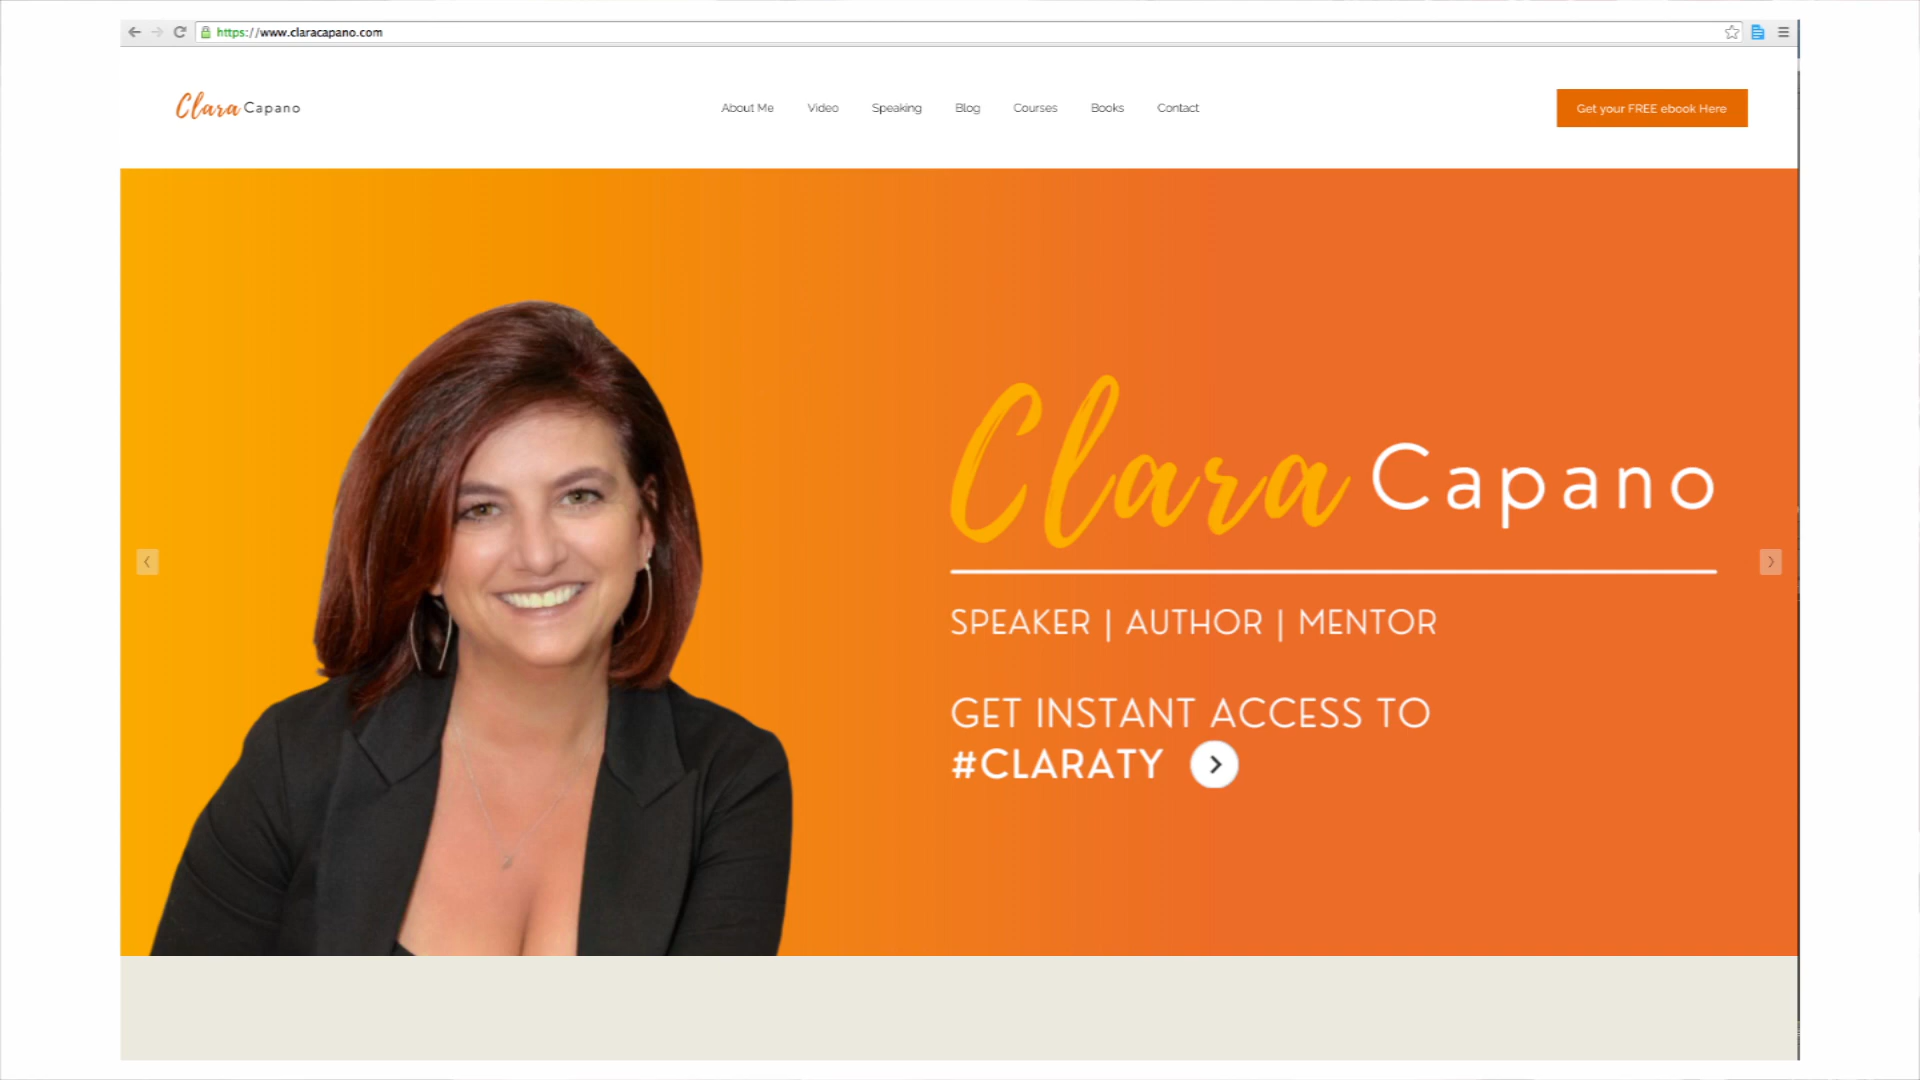 https://www.claracapano.com
Clara Capano
About Me Video Speaking Blog Courses Books Contact
Get your FREE ebook Here
Clara Capano
SPEAKER | AUTHOR | MENTOR
GET INSTANT ACCESS TO
#CLARATY